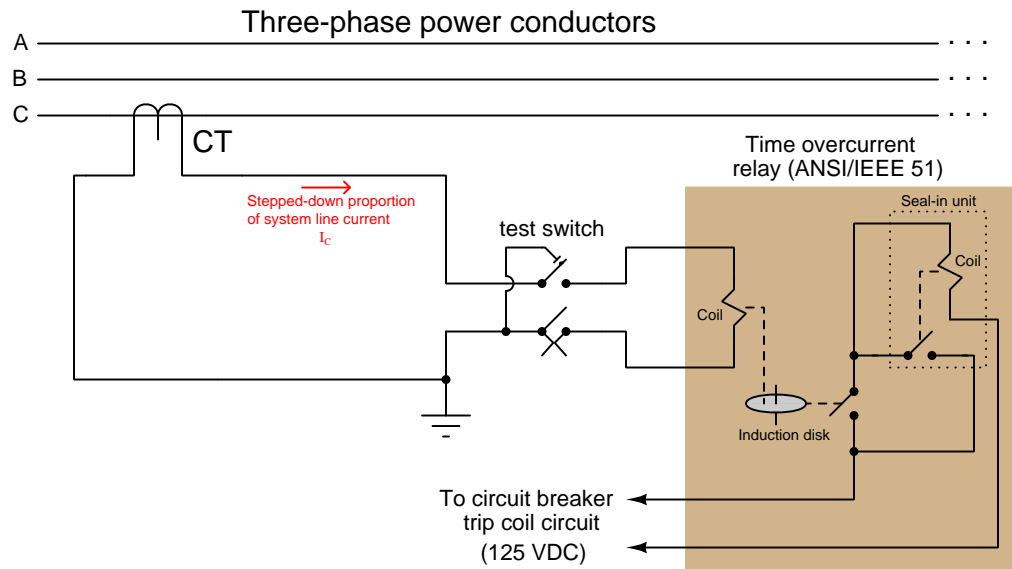 Three-phase power conductors
A
. . .
B
. . .
C
. . .
CT
Time overcurrent
relay (ANSI/IEEE 51)
Stepped-down proportion
of system line current
I_C
Seal-in unit
test switch
Coil
Coil
Induction disk
To circuit breaker
trip coil circuit
(125 VDC)